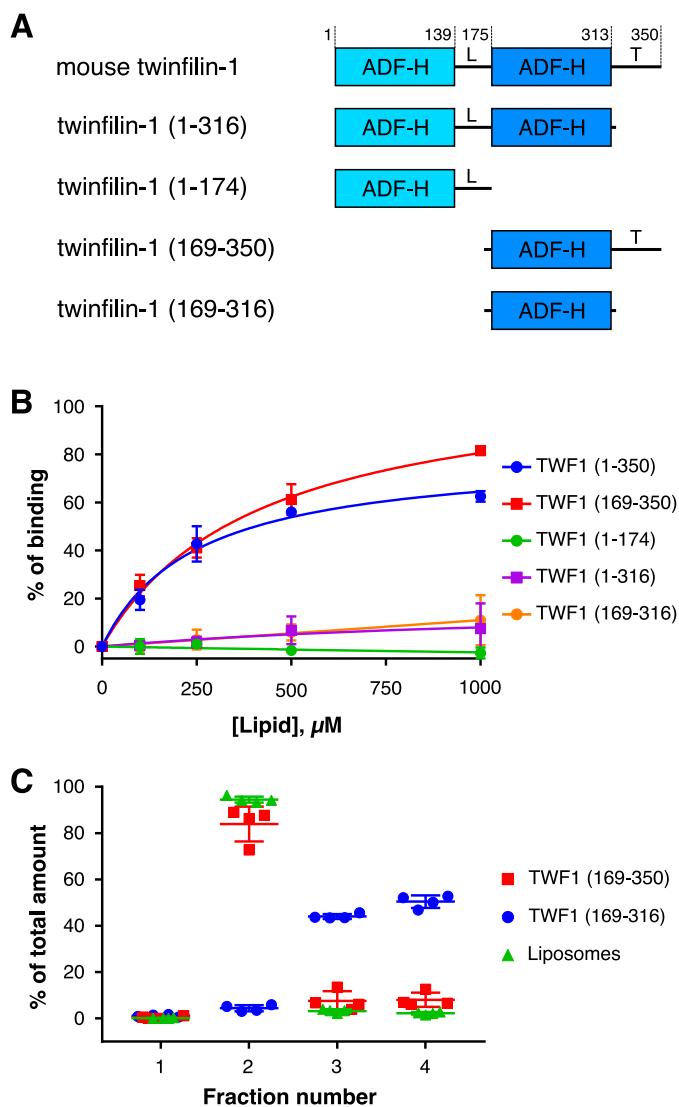 A
1 139 175 313 350
mouse twinfilin-1 ADF-H L ADF-H T
twinfilin-1 (1-316) ADF-H L ADF-H
twinfilin-1 (1-174) ADF-H L
twinfilin-1 (169-350) ADF-H T
twinfilin-1 (169-316) ADF-H
B
% of binding
100
80
60
40
20
0
0 250 500 750 1000
[Lipid], µM
TWF1 (1-350)
TWF1 (169-350)
TWF1 (1-174)
TWF1 (1-316)
TWF1 (169-316)
C
% of total amount
100
80
60
40
20
0
1 2 3 4
Fraction number
TWF1 (169-350)
TWF1 (169-316)
Liposomes